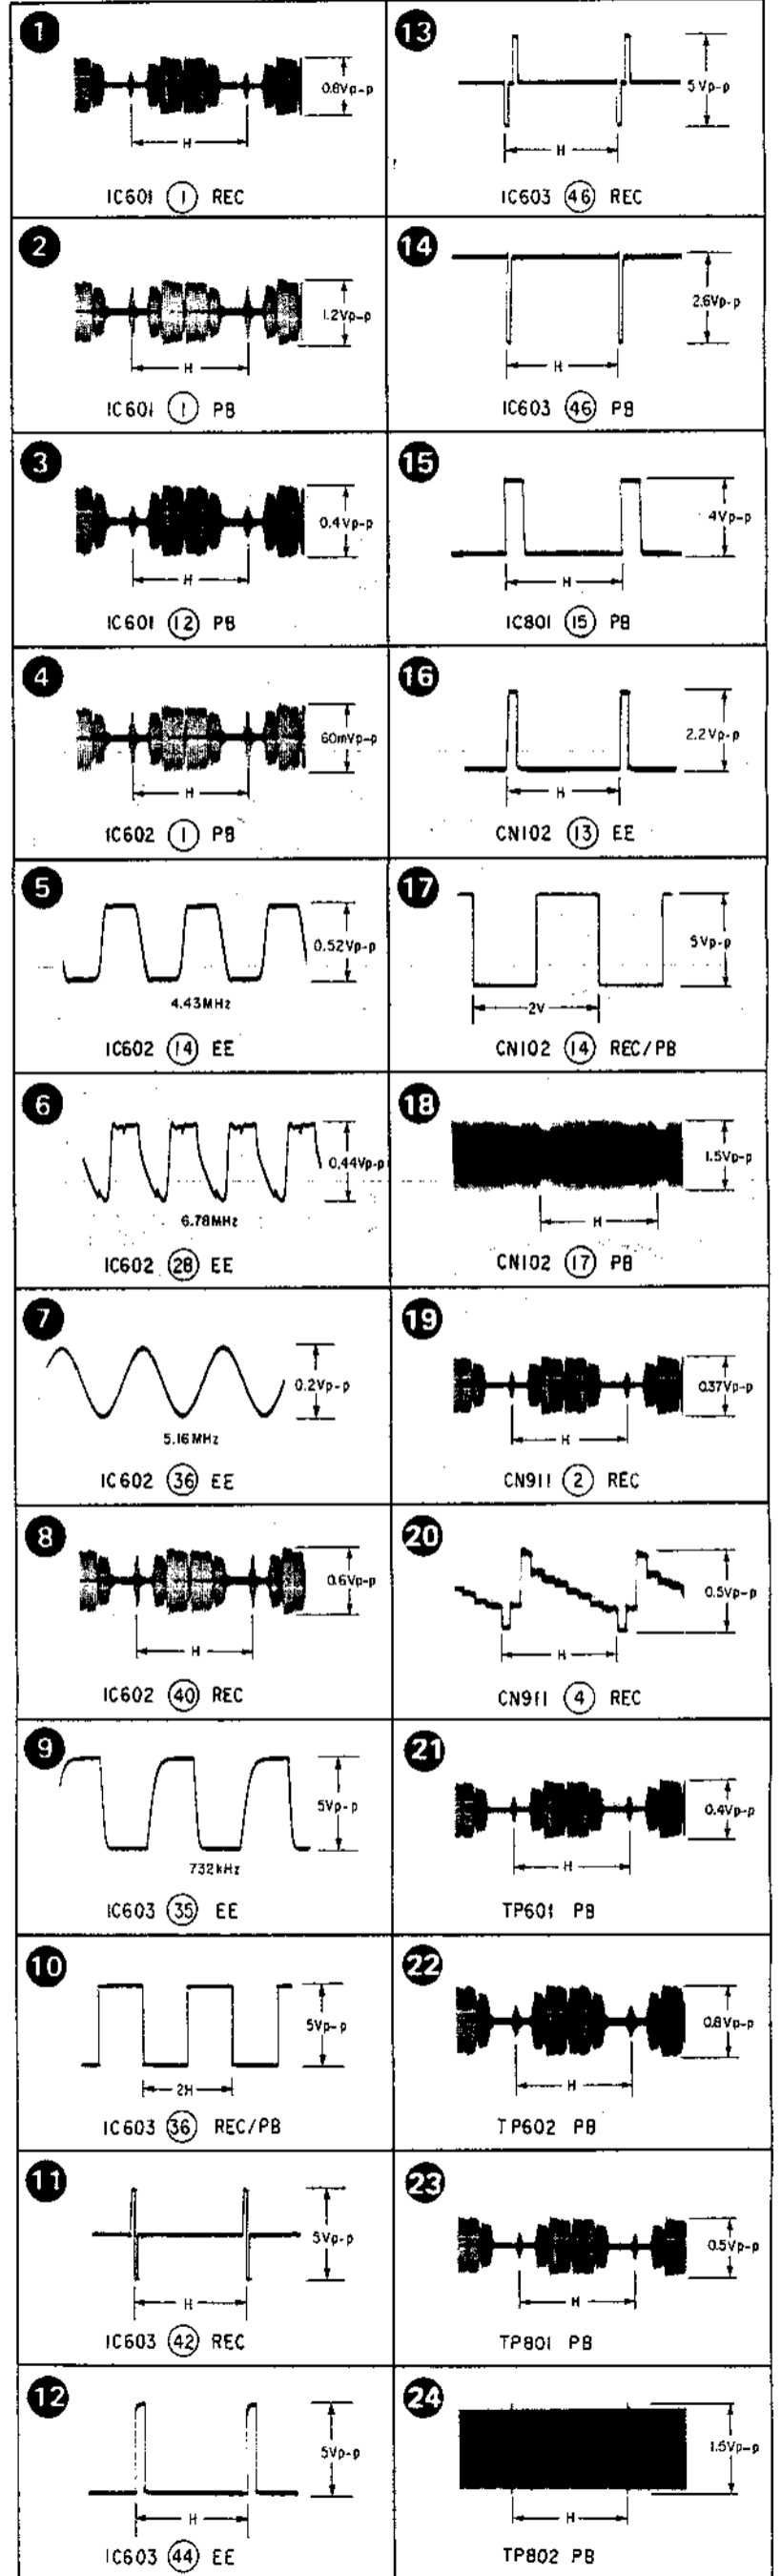 1
0.8Vp-p
H
IC601 1 REC
2
1.2Vp-p
H
IC601 1 PB
3
0.4Vp-p
H
IC601 12 PB
4
60mVp-p
H
IC602 1 PB
5
0.52Vp-p
4.43MHz
IC602 14 EE
6
0.44Vp-p
6.78MHz
IC602 28 EE
7
0.2Vp-p
5.16MHz
IC602 36 EE
8
0.6Vp-p
H
IC602 40 REC
9
5Vp-p
732kHz
IC603 35 EE
10
5Vp-p
2H
IC603 36 REC/PB
11
5Vp-p
H
IC603 42 REC
12
5Vp-p
H
IC603 44 EE
13
5Vp-p
H
IC603 46 REC
14
2.6Vp-p
H
IC603 46 PB
15
4Vp-p
H
IC801 15 PB
16
2.2Vp-p
H
CN102 13 EE
17
5Vp-p
2V
CN102 14 REC/PB
18
1.5Vp-p
H
CN102 17 PB
19
0.37Vp-p
H
CN911 2 REC
20
0.5Vp-p
H
CN911 4 REC
21
0.4Vp-p
H
TP601 PB
22
0.8Vp-p
H
TP602 PB
23
0.5Vp-p
H
TP801 PB
24
1.5Vp-p
H
TP802 PB